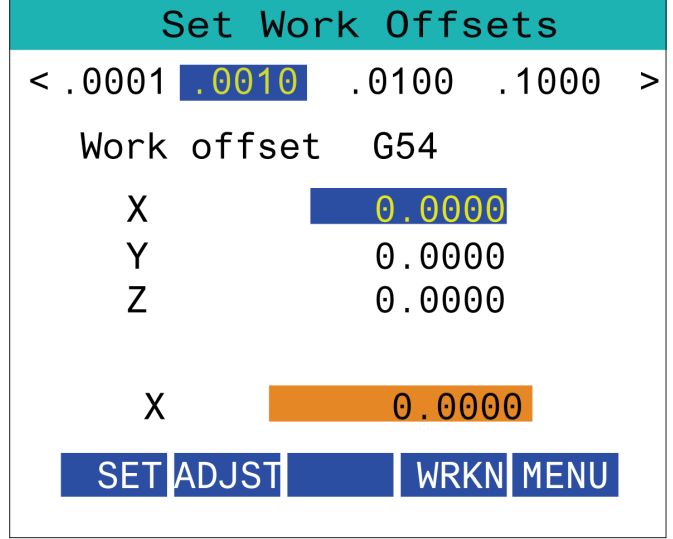 Set Work Offsets
< .0001 .0010 .0100 .1000 >
Work offset G54
X 0.0000
Y 0.0000
Z 0.0000
X 0.0000
SET ADJST WRKN MENU